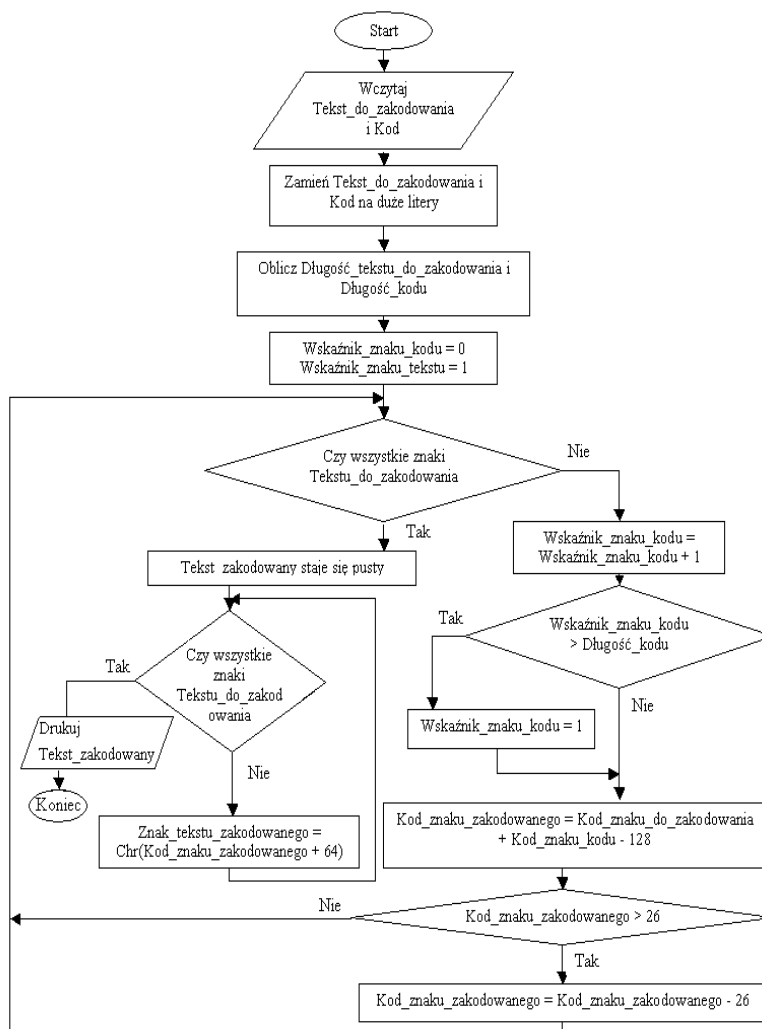 Start
Wczytaj
Tekst_do_zakodowania
i Kod
Zamień Tekst_do_zakodowania i
Kod na duże litery
Oblicz Długość_tekstu_do_zakodowania i
Długość_kodu
Wskaźnik_znaku_kodu = 0
Wskaźnik_znaku_tekstu = 1
Czy wszystkie znaki
Tekstu_do_zakodowania
Nie
Tak
Wskaźnik_znaku_kodu =
Wskaźnik_znaku_kodu + 1
Tekst_zakodowany staje się pusty
Tak
Wskaźnik_znaku_kodu
> Długość_kodu
Czy wszystkie
znaki
Tekstu_do_zakod
owania
Tak
Nie
Wskaźnik_znaku_kodu = 1
Drukuj
Tekst_zakodowany
Nie
Koniec
Znak_tekstu_zakodowanego =
Chr(Kod_znaku_zakodowanego + 64)
Kod_znaku_zakodowanego = Kod_znaku_do_zakodowania
+ Kod_znaku_kodu - 128
Nie
Kod_znaku_zakodowanego > 26
Tak
Kod_znaku_zakodowanego = Kod_znaku_zakodowanego - 26